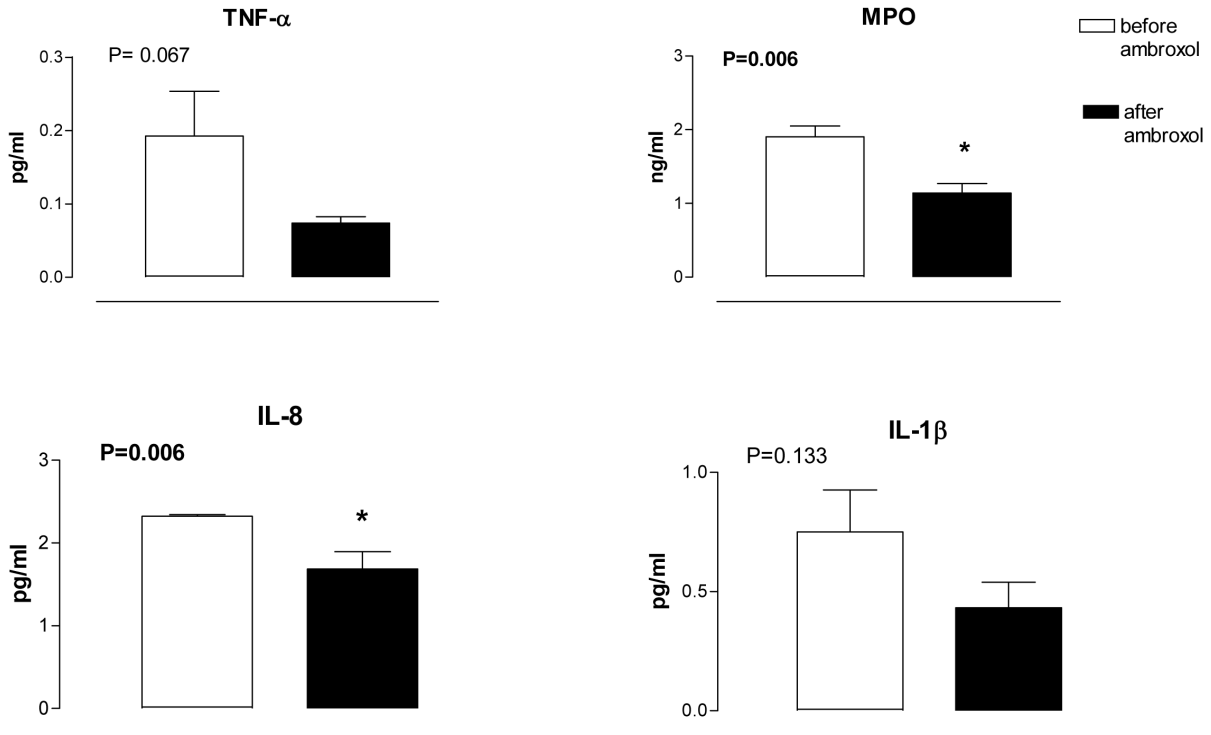 TNF-α
P= 0.067
0.3
0.2
0.1
0.0
pg/ml
MPO
P=0.006
3
2
1
0
ng/ml
*
before
ambroxol
after
ambroxol
IL-8
P=0.006
3
2
1
0
pg/ml
*
IL-1β
P=0.133
1.0
0.5
0.0
pg/ml